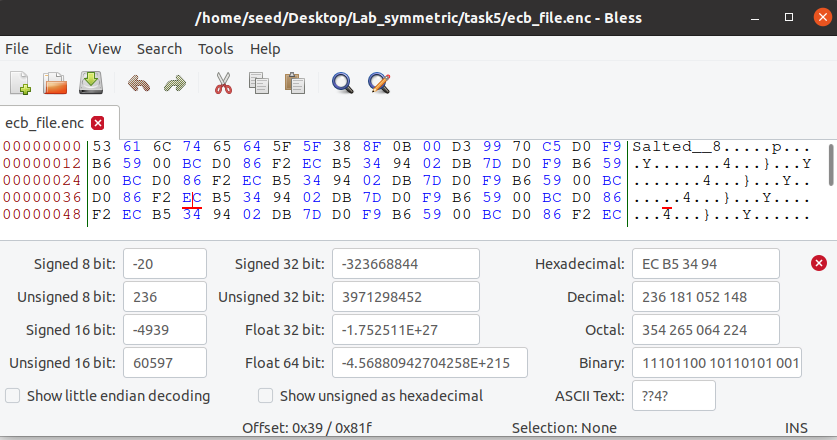 /home/seed/Desktop/Lab_symmetric/task5/ecb_file.enc - Bless
File Edit View Search Tools Help
ecb_file.enc
00000000 53 61 6C 74 65 64 5F 5F 38 8F 0B 00 D3 99 70 C5 D0 F9 Salted__8.....p...
00000012 B6 59 00 BC D0 86 F2 EC B5 34 94 02 DB 7D D0 F9 B6 59 .Y.......4...}...Y
00000024 00 BC D0 86 F2 EC B5 34 94 02 DB 7D D0 F9 B6 59 00 BC .......4...}...Y..
00000036 D0 86 F2 EC B5 34 94 02 DB 7D D0 F9 B6 59 00 BC D0 86 .....4...}...Y....
00000048 F2 EC B5 34 94 02 DB 7D D0 F9 B6 59 00 BC D0 86 F2 EC ...4...}...Y......
Signed 8 bit: -20 Signed 32 bit: -323668844 Hexadecimal: EC B5 34 94
Unsigned 8 bit: 236 Unsigned 32 bit: 3971298452 Decimal: 236 181 052 148
Signed 16 bit: -4939 Float 32 bit: -1.752511E+27 Octal: 354 265 064 224
Unsigned 16 bit: 60597 Float 64 bit: -4.56880942704258E+215 Binary: 11101100 10110101 001
Show little endian decoding Show unsigned as hexadecimal ASCII Text: ??4?
Offset: 0x39 / 0x81f Selection: None INS